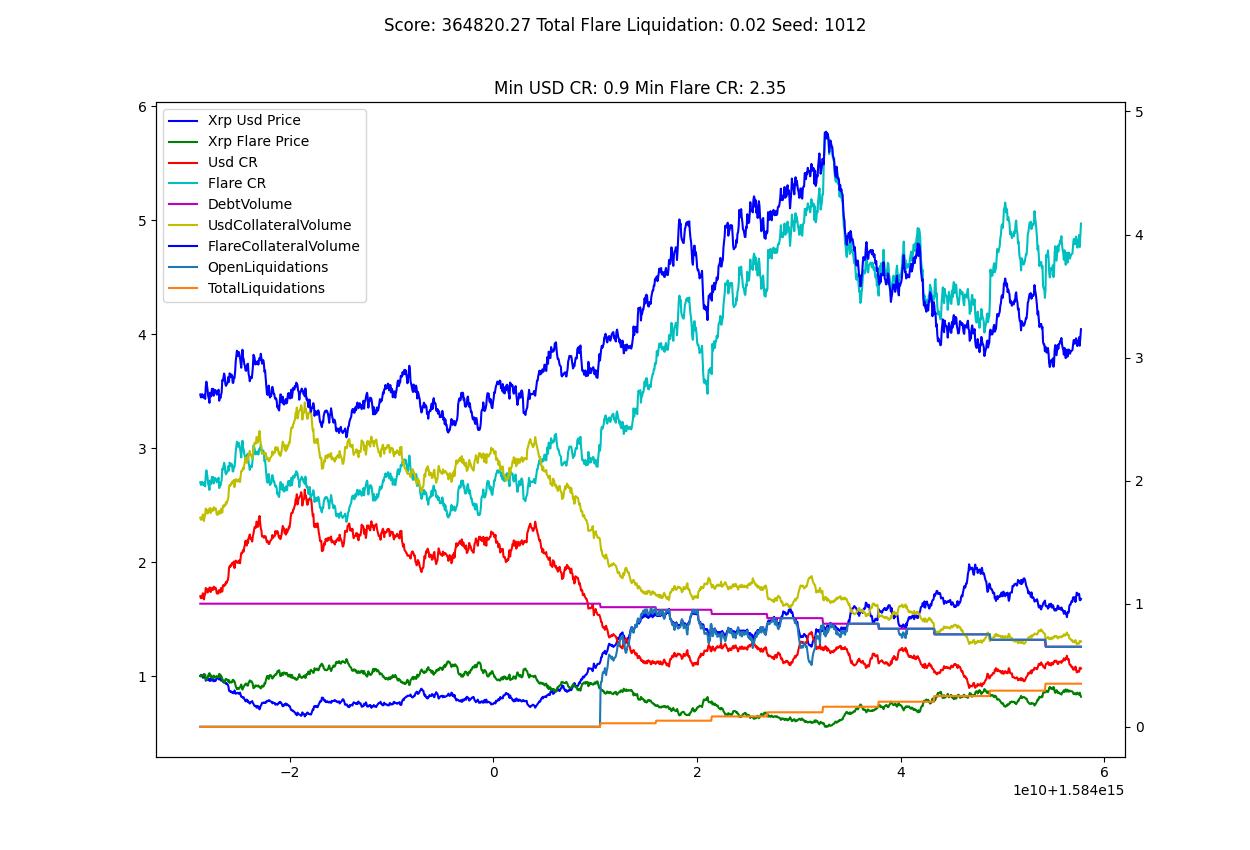 Score: 364820.27 Total Flare Liquidation: 0.02 Seed: 1012
Min USD CR: 0.9 Min Flare CR: 2.35
Xrp Usd Price
Xrp Flare Price
Usd CR
Flare CR
DebtVolume
UsdCollateralVolume
FlareCollateralVolume
OpenLiquidations
TotalLiquidations
6
5
4
3
2
1
5
4
3
2
1
0
−2
0
2
4
6
1e10+1.584e15